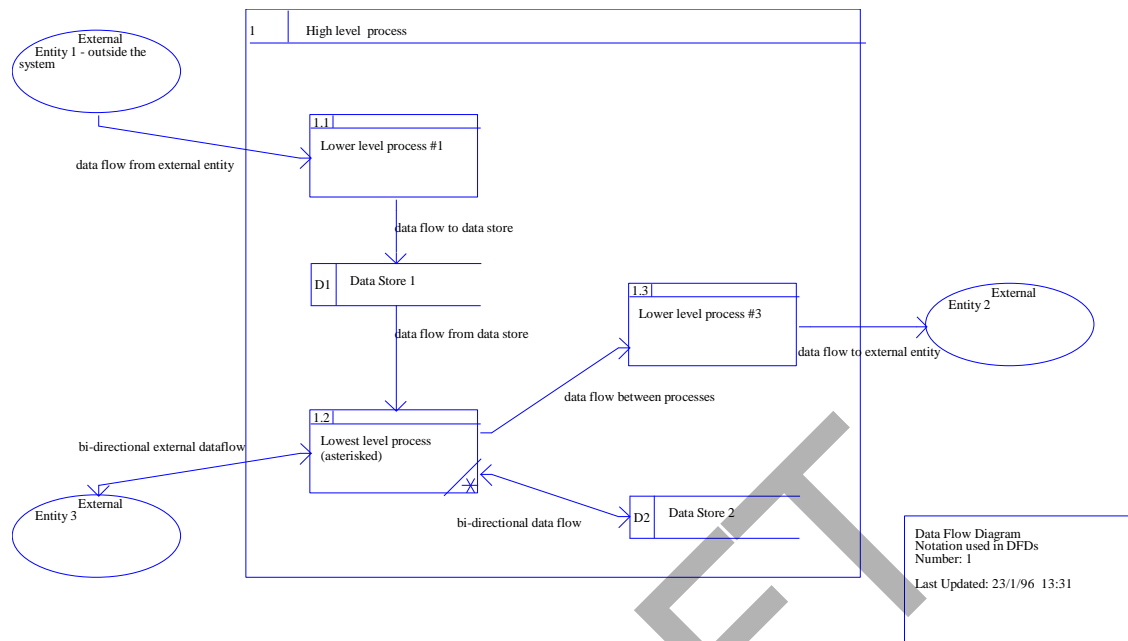 1
High level  process
External
Entity 1 - outside the
system
1.1
Lower level process #1
data flow from external entity
data flow to data store
D1
Data Store 1
data flow from data store
1.3
Lower level process #3
External
Entity 2
data flow to external entity
data flow between processes
1.2
Lowest level process
(asterisked)
bi-directional external dataflow
External
Entity 3
bi-directional data flow
D2
Data Store 2
Data Flow Diagram
Notation used in DFDs
Number: 1
Last Updated: 23/1/96  13:31